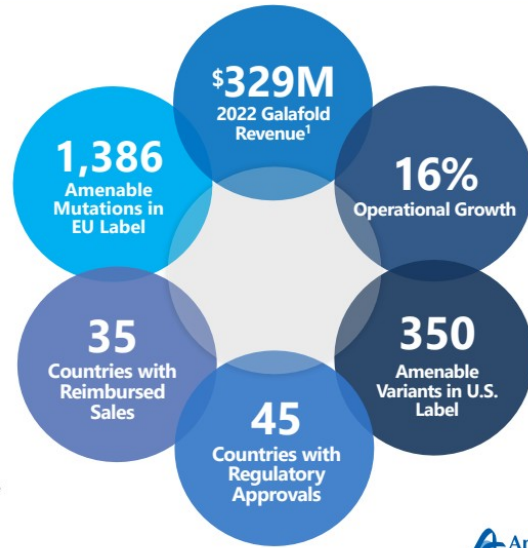 $329M
2022 Galafold
Revenue1
16%
Operational Growth
350
Amenable
Variants in U.S.
Label
45
Countries with
Regulatory
Approvals
35
Countries with
Reimbursed
Sales
1,386
Amenable
Mutations in
EU Label